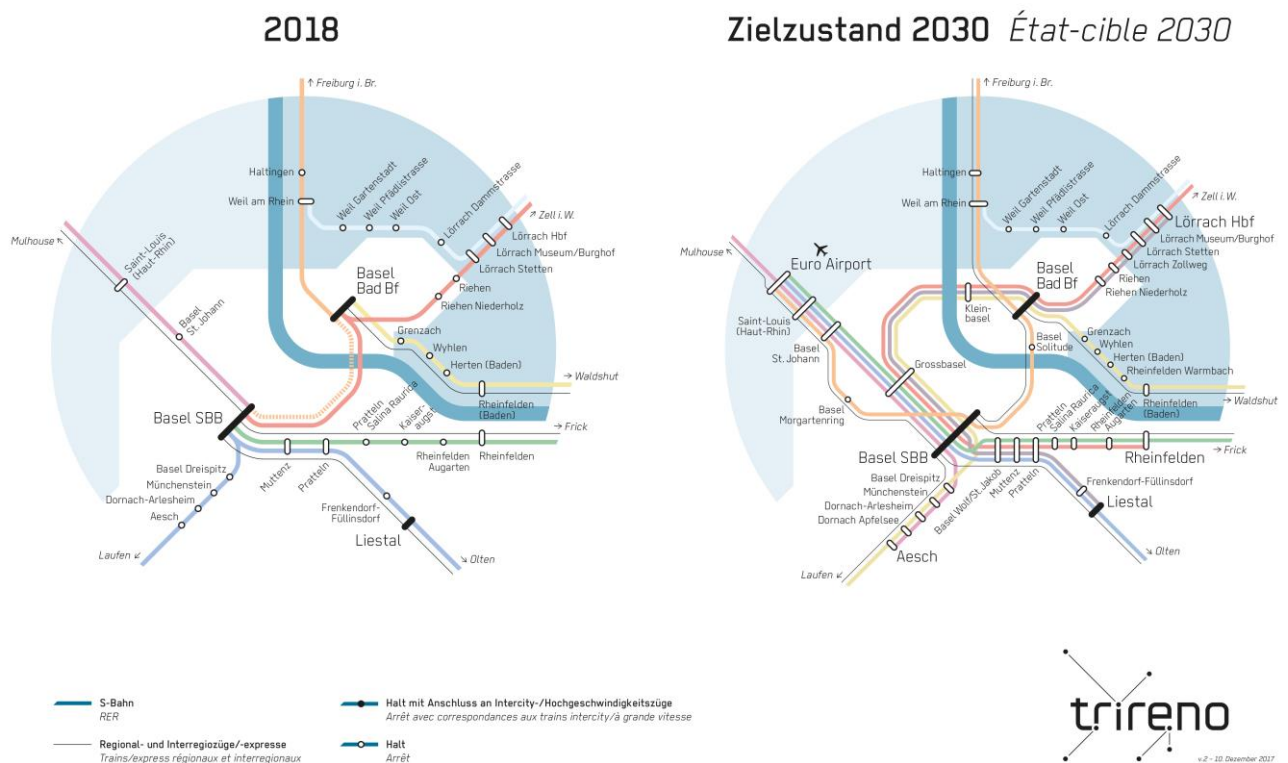 2018
↑ Freiburg i. Br.
Haltingen
Weil am Rhein
Weil Gartenstadt
Weil Pfädlistrasse
Weil Ost
Lörrach Dammstrasse
→ Zell i.W.
Lörrach Hbf
Lörrach Museum/Burghof
Lörrach Stetten
Riehen
Riehen Niederholz
Mulhouse
Saint-Louis
(Haut-Rhin)
Basel
St. Johann
Basel
Bad Bf
Grenzach
Wyhlen
Herten (Baden)
→ Waldshut
Rheinfelden
(Baden)
Basel SBB
Pratteln
Salina Raurica
Kaiser-
augst
→ Frick
Rheinfelden
Augarten
Rheinfelden
Muttenz
Pratteln
Basel Dreispitz
Münchenstein
Dornach-Arlesheim
Aesch
Laufen
Frenkendorf-
Füllinsdorf
Liestal
Olten
Zielzustand 2030 État-cible 2030
↑ Freiburg i. Br.
Haltingen
Weil am Rhein
Weil Gartenstadt
Weil Pfädlistrasse
Weil Ost
Lörrach Dammstrasse
→ Zell i.W.
Lörrach Hbf
Lörrach Museum/Burghof
Lörrach Stetten
Lörrach Zollweg
Riehen
Riehen Niederholz
Mulhouse
Euro Airport
Saint-Louis
(Haut-Rhin)
Basel
St. Johann
Klein-
basel
Basel
Bad Bf
Basel
Solitude
Grossbasel
Grenzach
Wyhlen
Herten (Baden)
Rheinfelden Warmbach
→ Waldshut
Rheinfelden
(Baden)
Basel
Morgartenring
Basel SBB
Pratteln
Salina Raurica
Kaiseraugst
Rheinfelden
Augarten
Rheinfelden
→ Frick
Basel Wolf/St. Jakob
Muttenz
Pratteln
Basel Dreispitz
Münchenstein
Dornach-Arlesheim
Dornach Apfelsee
Aesch
Laufen
Frenkendorf-Füllinsdorf
Liestal
Olten
S-Bahn
RER
Regional- und Interregiozüge/-expresse
Trains/express régionaux et interregionaux
Halt mit Anschluss an Intercity-/Hochgeschwindigkeitszüge
Arrêt avec correspondances aux trains intercity/à grande vitesse
Halt
Arrêt
trireno
v.2 - 10. Dezember 2017